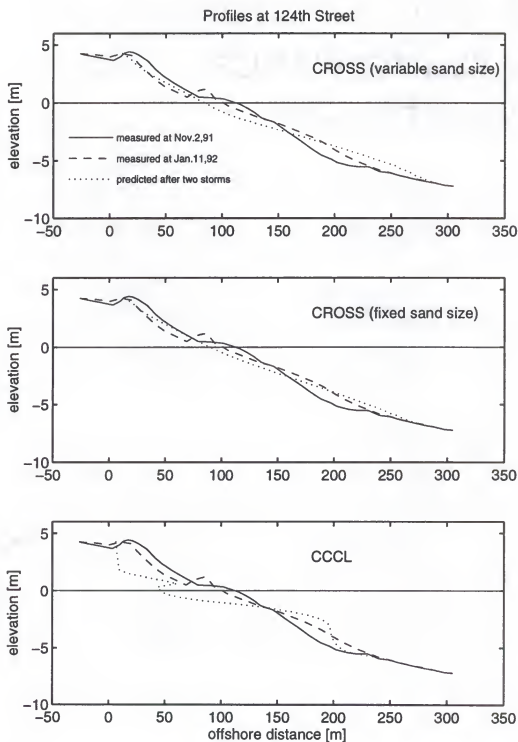 Profiles at 124th Street
5
0
−5
−10
elevation [m]
CROSS (variable sand size)
measured at Nov.2,91
measured at Jan.11,92
predicted after two storms
−50 0 50 100 150 200 250 300 350
5
0
−5
−10
elevation [m]
CROSS (fixed sand size)
−50 0 50 100 150 200 250 300 350
5
0
−5
−10
elevation [m]
CCCL
−50 0 50 100 150 200 250 300 350
offshore distance [m]